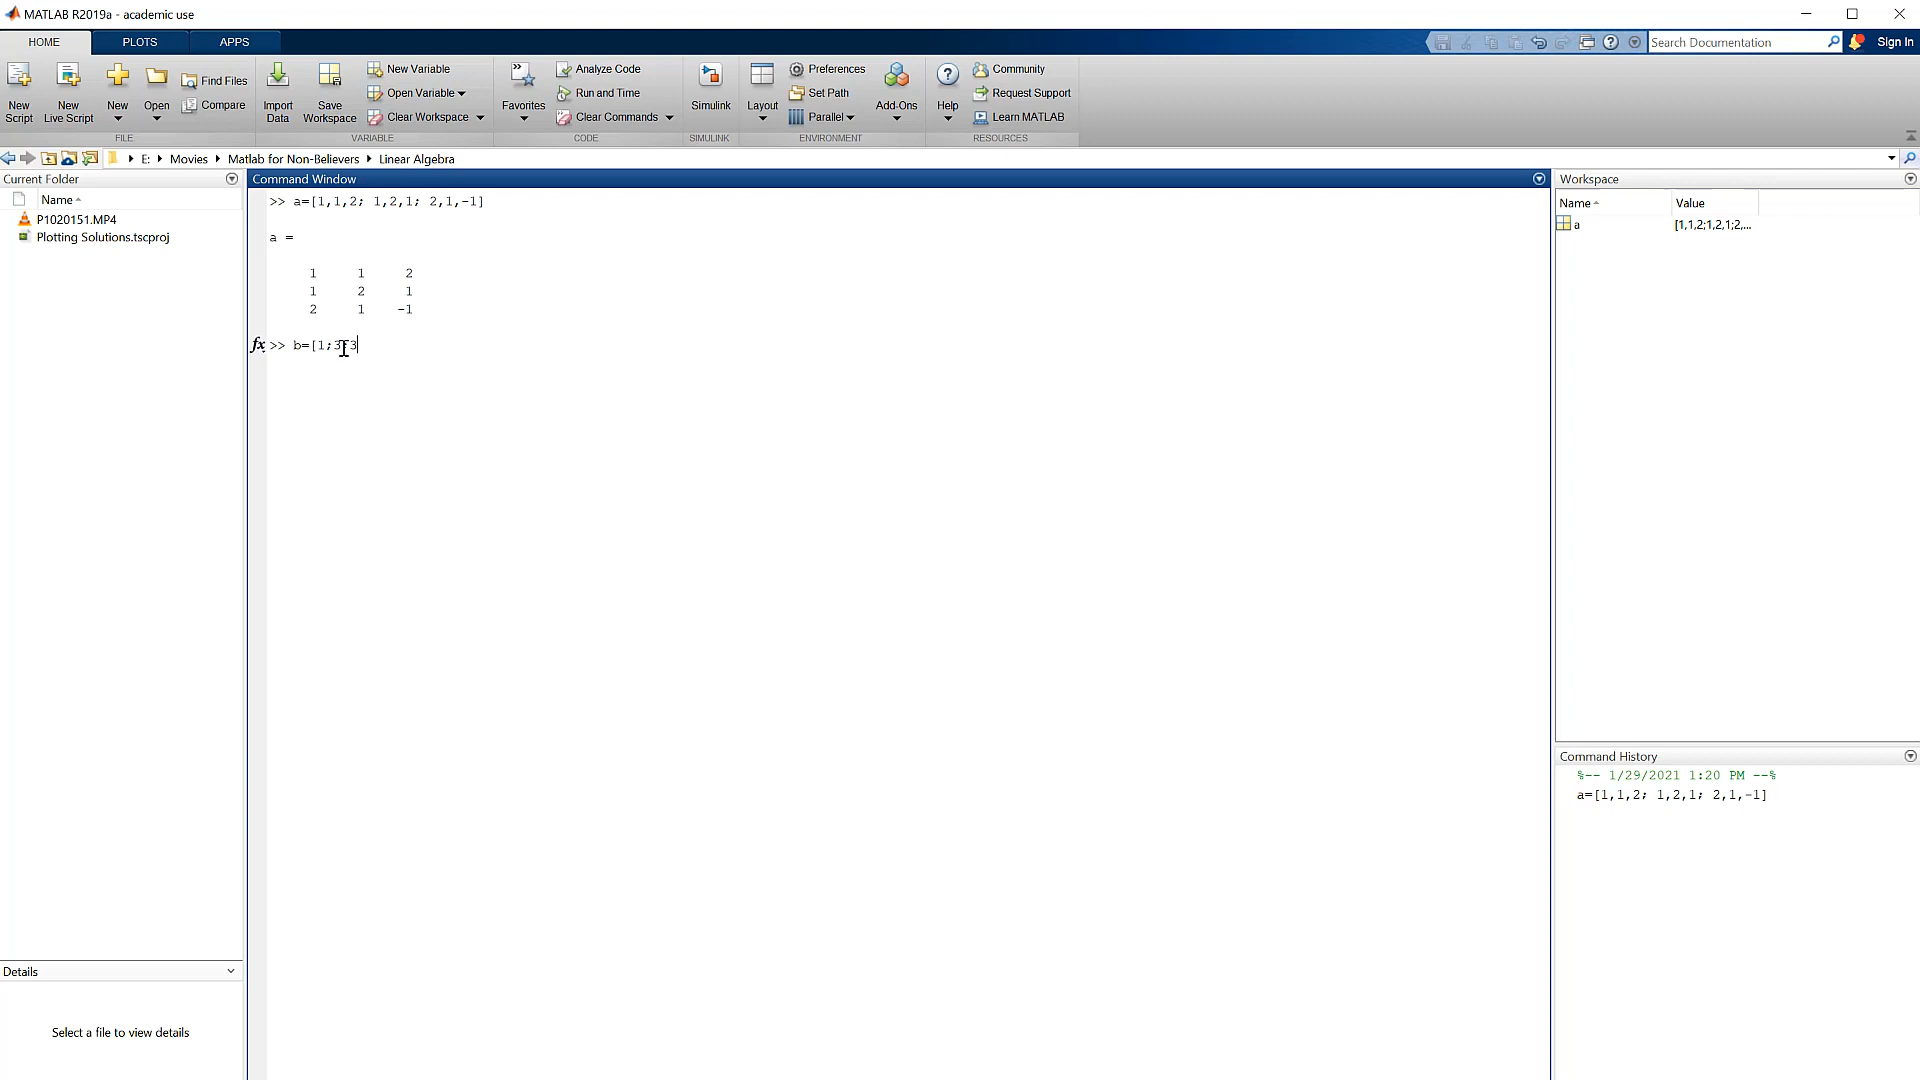 MATLAB R2019a - academic use
HOME PLOTS APPS
Search Documentation Sign In
New Script
New Live Script
New
Open
Find Files
Compare
FILE
Import Data
Save Workspace
New Variable
Open Variable
Clear Workspace
VARIABLE
Favorites
Analyze Code
Run and Time
Clear Commands
CODE
Simulink
SIMULINK
Layout
Preferences
Set Path
Parallel
Add-Ons
ENVIRONMENT
Help
Community
Request Support
Learn MATLAB
RESOURCES
E: Movies Matlab for Non-Believers Linear Algebra
Current Folder
Name
P1020151.MP4
Plotting Solutions.tscproj
Details
Select a file to view details
Command Window
>> a=[1,1,2; 1,2,1; 2,1,-1]
a =
1 1 2
1 2 1
2 1 -1
fx >> b=[1;3;3
Workspace
Name Value
a [1,1,2;1,2,1;2,...
Command History
%-- 1/29/2021 1:20 PM --%
a=[1,1,2; 1,2,1; 2,1,-1]